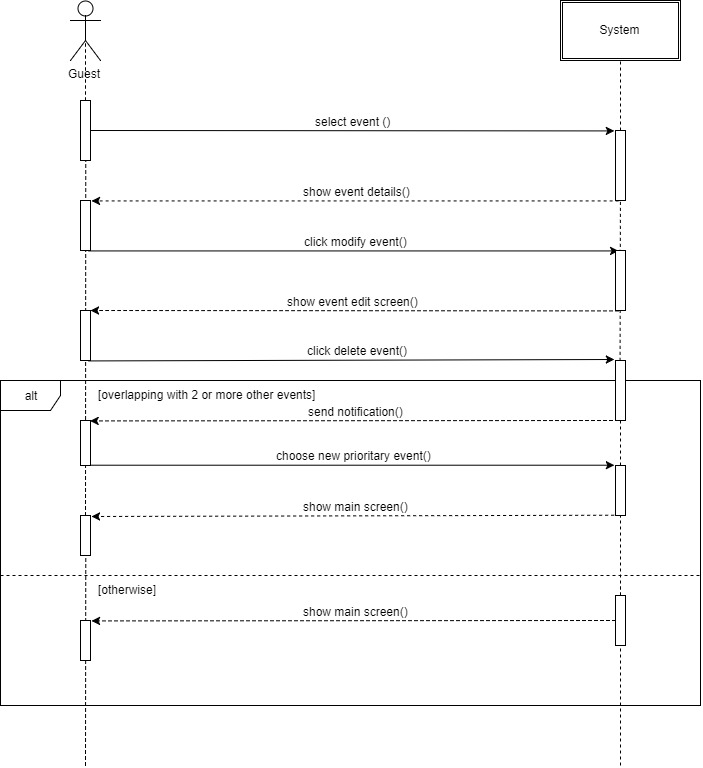 System
Guest
select event ()
show event details()
click modify event()
show event edit screen()
click delete event()
alt
[overlapping with 2 or more other events]
send notification()
choose new prioritary event()
show main screen()
[otherwise]
show main screen()